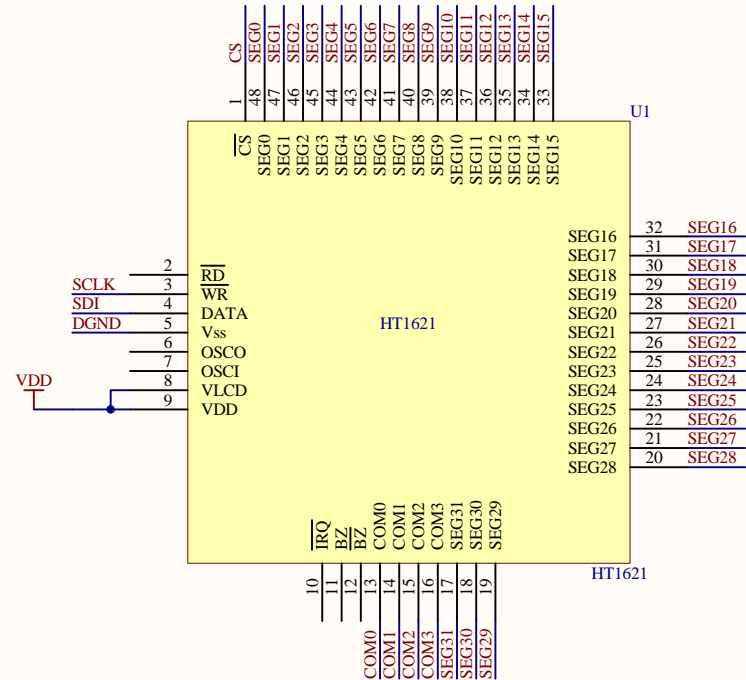 CS SEG0 SEG1 SEG2 SEG3 SEG4 SEG5 SEG6 SEG7 SEG8 SEG9 SEG10 SEG11 SEG12 SEG13 SEG14 SEG15
1 48 47 46 45 44 43 42 41 40 39 38 37 36 35 34 33
U1
CS SEG0 SEG1 SEG2 SEG3 SEG4 SEG5 SEG6 SEG7 SEG8 SEG9 SEG10 SEG11 SEG12 SEG13 SEG14 SEG15
SEG16 32 SEG16
SEG17 31 SEG17
2 RD SEG18 30 SEG18
SCLK 3 WR SEG19 29 SEG19
SDI 4 DATA SEG20 28 SEG20
DGND 5 Vss HT1621 SEG21 27 SEG21
6 OSCO SEG22 26 SEG22
7 OSCI SEG23 25 SEG23
VDD 8 VLCD SEG24 24 SEG24
9 VDD SEG25 23 SEG25
SEG26 22 SEG26
SEG27 21 SEG27
SEG28 20 SEG28
IRQ BZ BZ COM0 COM1 COM2 COM3 SEG31 SEG30 SEG29
HT1621
10 11 12 13 14 15 16 17 18 19
COM0 COM1 COM2 COM3 SEG31 SEG30 SEG29